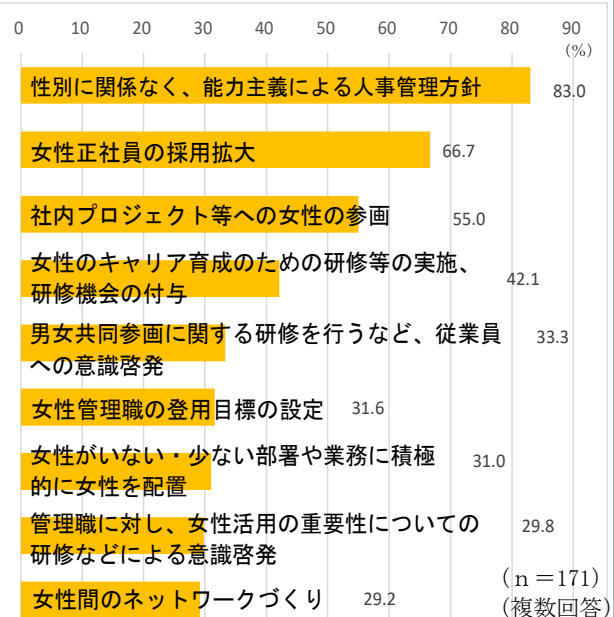 0 10 20 30 40 50 60 70 80 90
(%)
性別に関係なく、能力主義による人事管理方針 83.0
女性正社員の採用拡大 66.7
社内プロジェクト等への女性の参画 55.0
女性のキャリア育成のための研修等の実施、
研修機会の付与 42.1
男女共同参画に関する研修を行うなど、従業員
への意識啓発 33.3
女性管理職の登用目標の設定 31.6
女性がいない・少ない部署や業務に積極
的に女性を配置 31.0
管理職に対し、女性活用の重要性についての
研修などによる意識啓発 29.8
女性間のネットワークづくり 29.2
(ｎ＝171)
(複数回答)